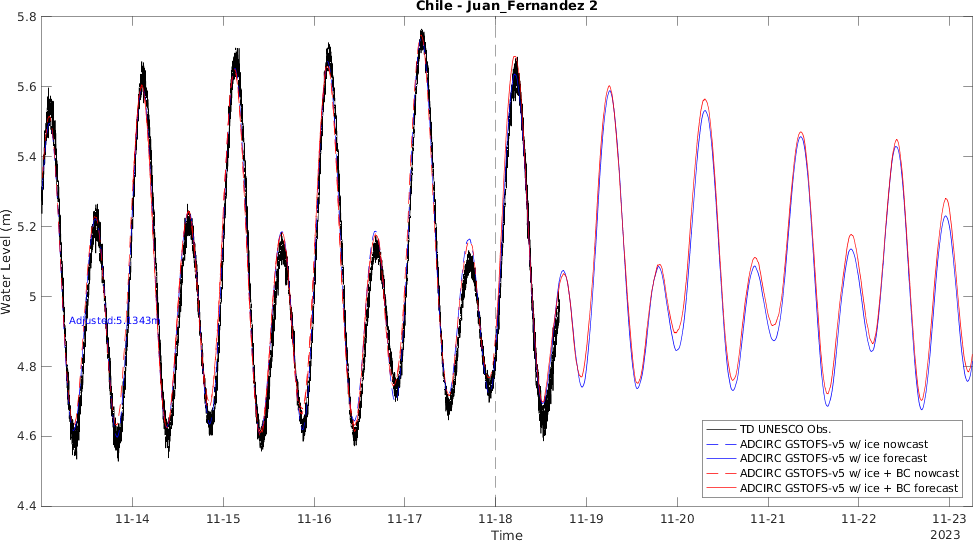 Chile - Juan_Fernandez 2
5.8
5.6
5.4
5.2
5
4.8
4.6
4.4
Water Level (m)
Adjusted:5.1343m
TD UNESCO Obs.
ADCIRC GSTOFS-v5 w/ ice nowcast
ADCIRC GSTOFS-v5 w/ ice forecast
ADCIRC GSTOFS-v5 w/ ice + BC nowcast
ADCIRC GSTOFS-v5 w/ ice + BC forecast
11-14 11-15 11-16 11-17 11-18 11-19 11-20 11-21 11-22 11-23
Time
2023